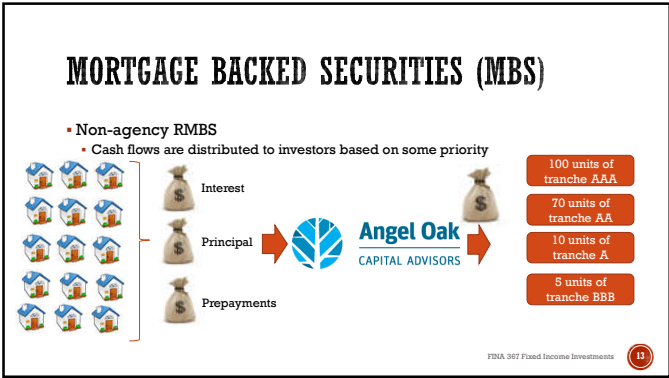 MORTGAGE BACKED SECURITIES (MBS)
▪ Non-agency RMBS
▪ Cash flows are distributed to investors based on some priority
Interest
Principal
Prepayments
$
$
$
Angel Oak
CAPITAL ADVISORS
$
100 units of
tranche AAA
70 units of
tranche AA
10 units of
tranche A
5 units of
tranche BBB
FINA 367 Fixed Income Investments
13